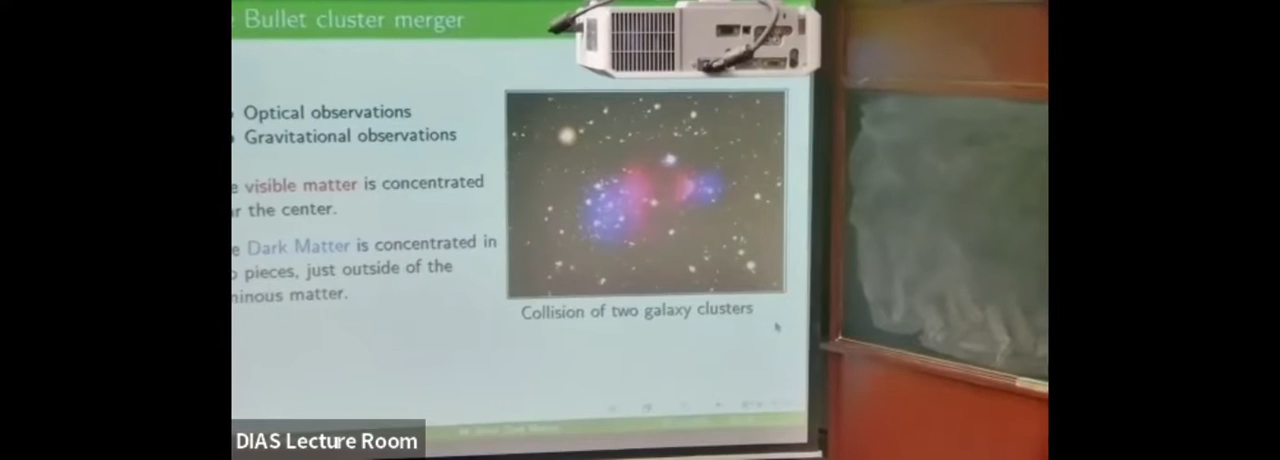 Bullet cluster merger
Optical observations
Gravitational observations
visible matter is concentrated
the center.
Dark Matter is concentrated in
pieces, just outside of the
matter.
Collision of two galaxy clusters
DIAS Lecture Room